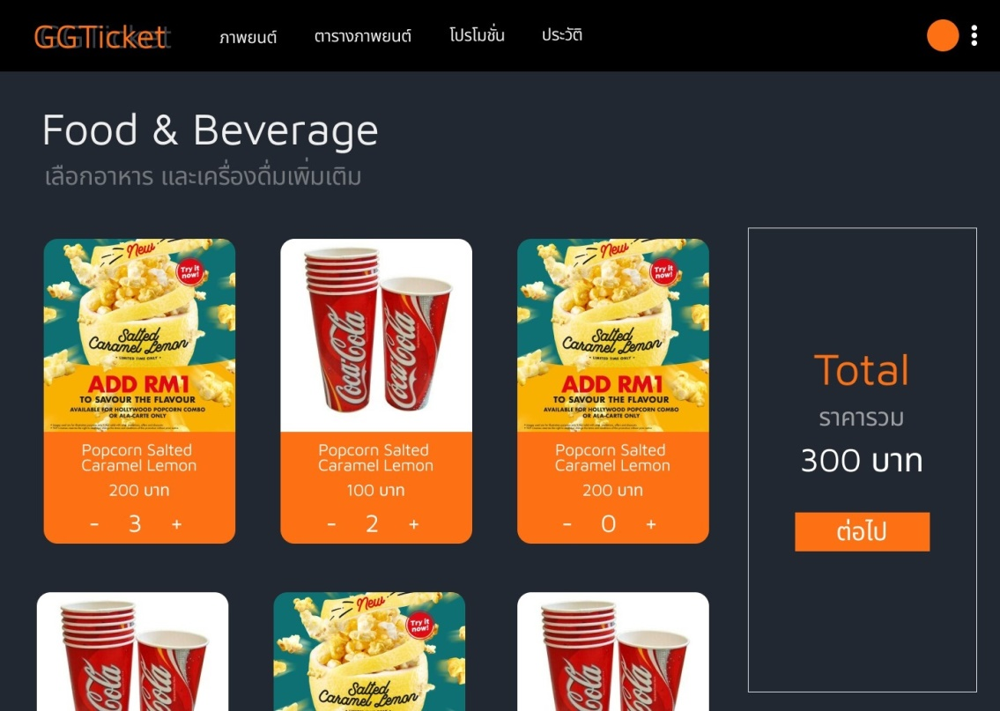 GGTicket
ภาพยนต์ ตารางภาพยนต์ โปรโมชั่น ประวัติ
Food & Beverage
เลือกอาหาร และเครื่องดื่มเพิ่มเติม
New
Try it
now!
Salted
Caramel Lemon
• LIMITED TIME ONLY •
ADD RM1
TO SAVOUR THE FLAVOUR
AVAILABLE FOR HOLLYWOOD POPCORN COMBO
OR ALA-CARTE ONLY
Popcorn Salted
Caramel Lemon
200 บาท
- 3 +
Coca-Cola
Coca-Cola
Popcorn Salted
Caramel Lemon
100 บาท
- 2 +
New
Try it
now!
Salted
Caramel Lemon
• LIMITED TIME ONLY •
ADD RM1
TO SAVOUR THE FLAVOUR
AVAILABLE FOR HOLLYWOOD POPCORN COMBO
OR ALA-CARTE ONLY
Popcorn Salted
Caramel Lemon
200 บาท
- 0 +
Total
ราคารวม
300 บาท
ต่อไป
Cola
Cola
New
Try it
now!
Salted
Caramel Lemon
Cola
Cola